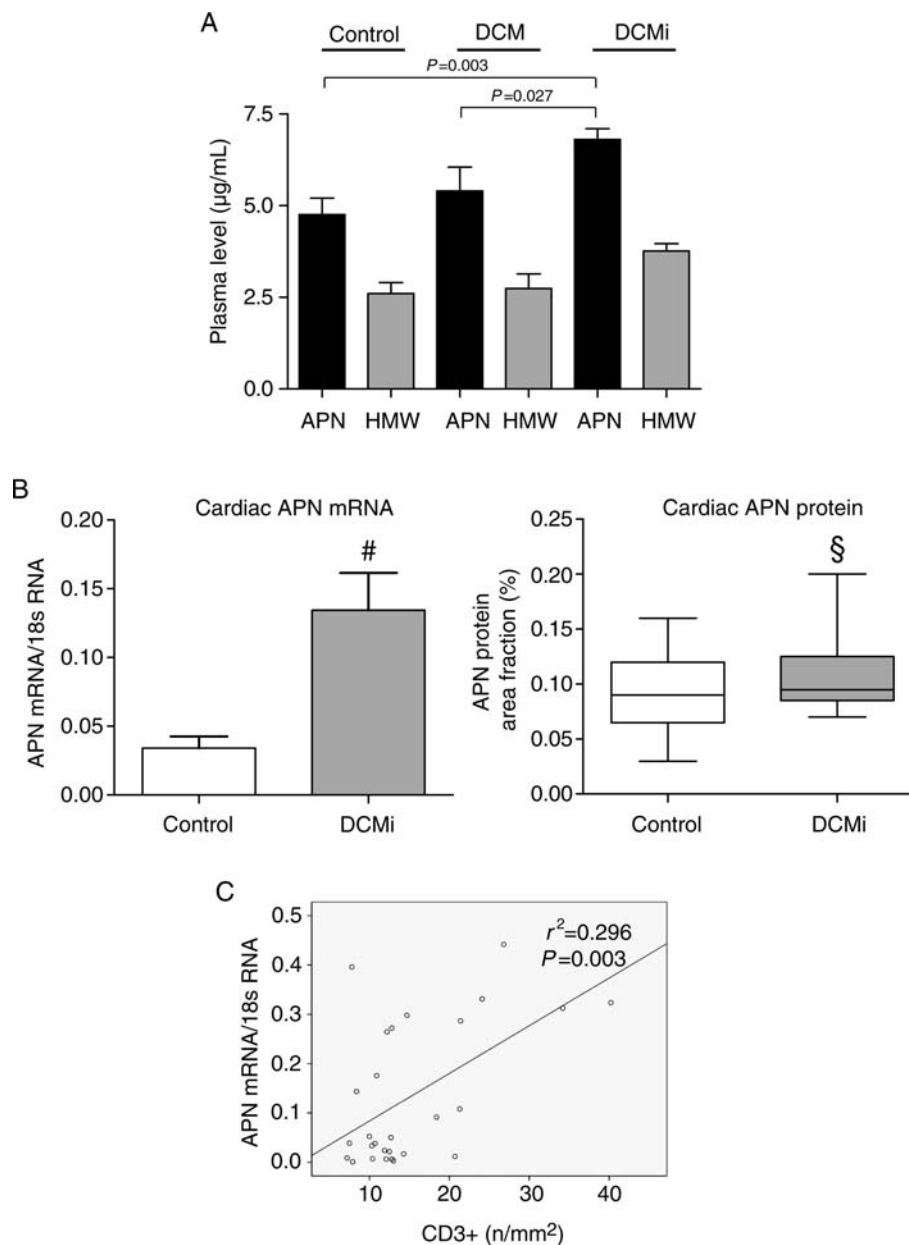 A
Control DCM DCMi
P=0.003
P=0.027
Plasma level (µg/mL)
7.5
5.0
2.5
0.0
APN HMW APN HMW APN HMW
B
Cardiac APN mRNA
APN mRNA/18s RNA
0.20
0.15
0.10
0.05
0.00
#
Control DCMi
Cardiac APN protein
APN protein
area fraction (%)
0.25
0.20
0.15
0.10
0.05
0.00
§
Control DCMi
C
APN mRNA/18s RNA
0.5
0.4
0.3
0.2
0.1
0.0
r²=0.296
P=0.003
10 20 30 40
CD3+ (n/mm²)